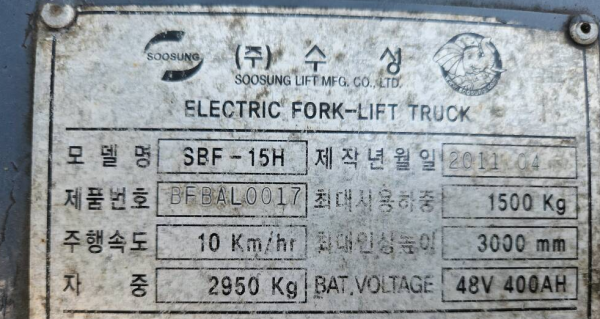 SOOSUNG (주) 수성
SOOSUNG LIFT MFG. CO., LTD.
ELECTRIC FORK-LIFT TRUCK
모델명 SBF-15H 제작년월일 2011 04
제품번호 BFBAL0017 최대사용하중 1500 Kg
주행속도 10 Km/hr 최대인상높이 3000 mm
자 중 2950 Kg BAT.VOLTAGE 48V 400AH